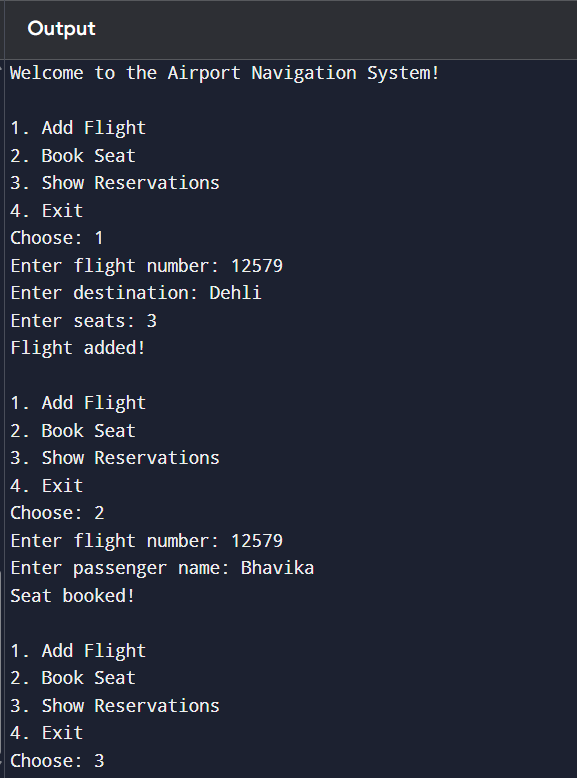 Output
Welcome to the Airport Navigation System!
1. Add Flight
2. Book Seat
3. Show Reservations
4. Exit
Choose: 1
Enter flight number: 12579
Enter destination: Dehli
Enter seats: 3
Flight added!
1. Add Flight
2. Book Seat
3. Show Reservations
4. Exit
Choose: 2
Enter flight number: 12579
Enter passenger name: Bhavika
Seat booked!
1. Add Flight
2. Book Seat
3. Show Reservations
4. Exit
Choose: 3